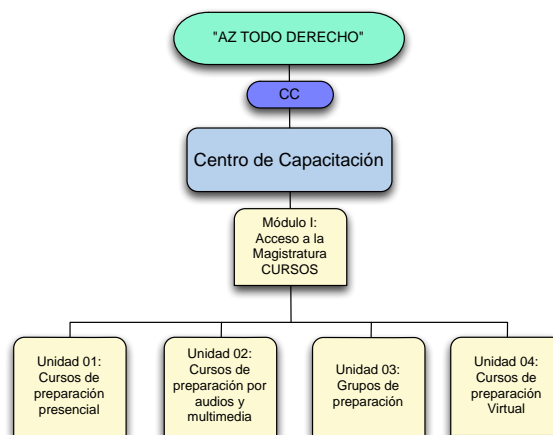 "AZ TODO DERECHO"
CC
Centro de Capacitación
Módulo I:
Acceso a la
Magistratura
CURSOS
Unidad 01:
Cursos de
preparación
presencial
Unidad 02:
Cursos de
preparación por
audios y
multimedia
Unidad 03:
Grupos de
preparación
Unidad 04:
Cursos de
preparación
Virtual